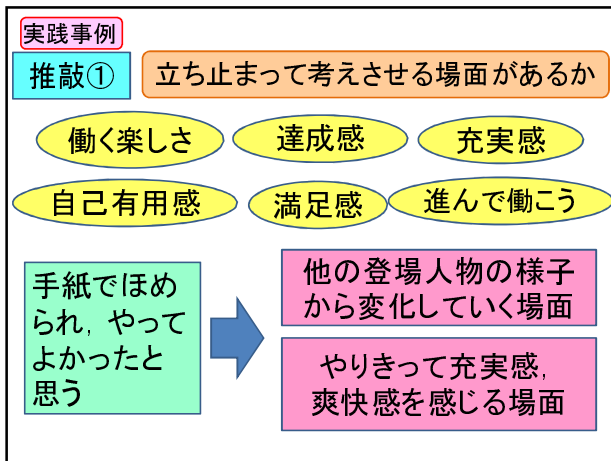 実践事例
推敲①
立ち止まって考えさせる場面があるか
働く楽しさ
達成感
充実感
自己有用感
満足感
進んで働こう
手紙でほめ
られ，やって
よかったと
思う
他の登場人物の様子
から変化していく場面
やりきって充実感，
爽快感を感じる場面